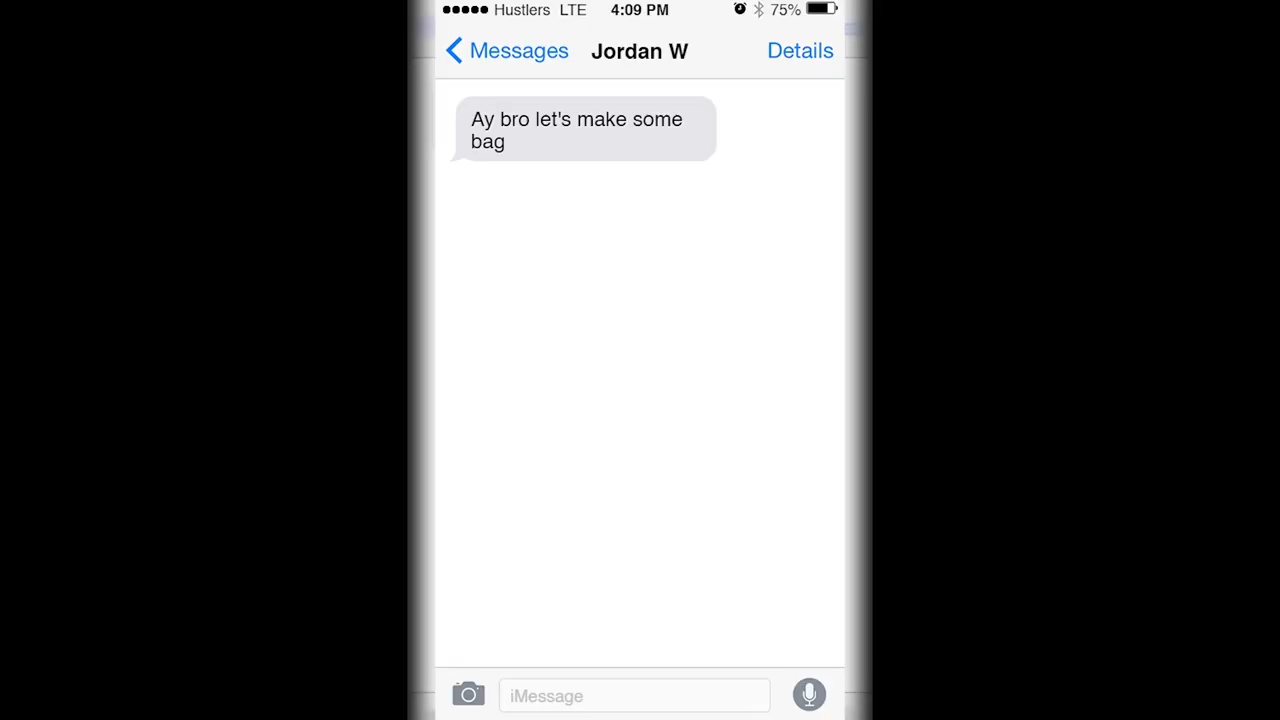 Hustlers LTE 4:09 PM 75%
Messages Jordan W Details
Ay bro let's make some
bag
iMessage